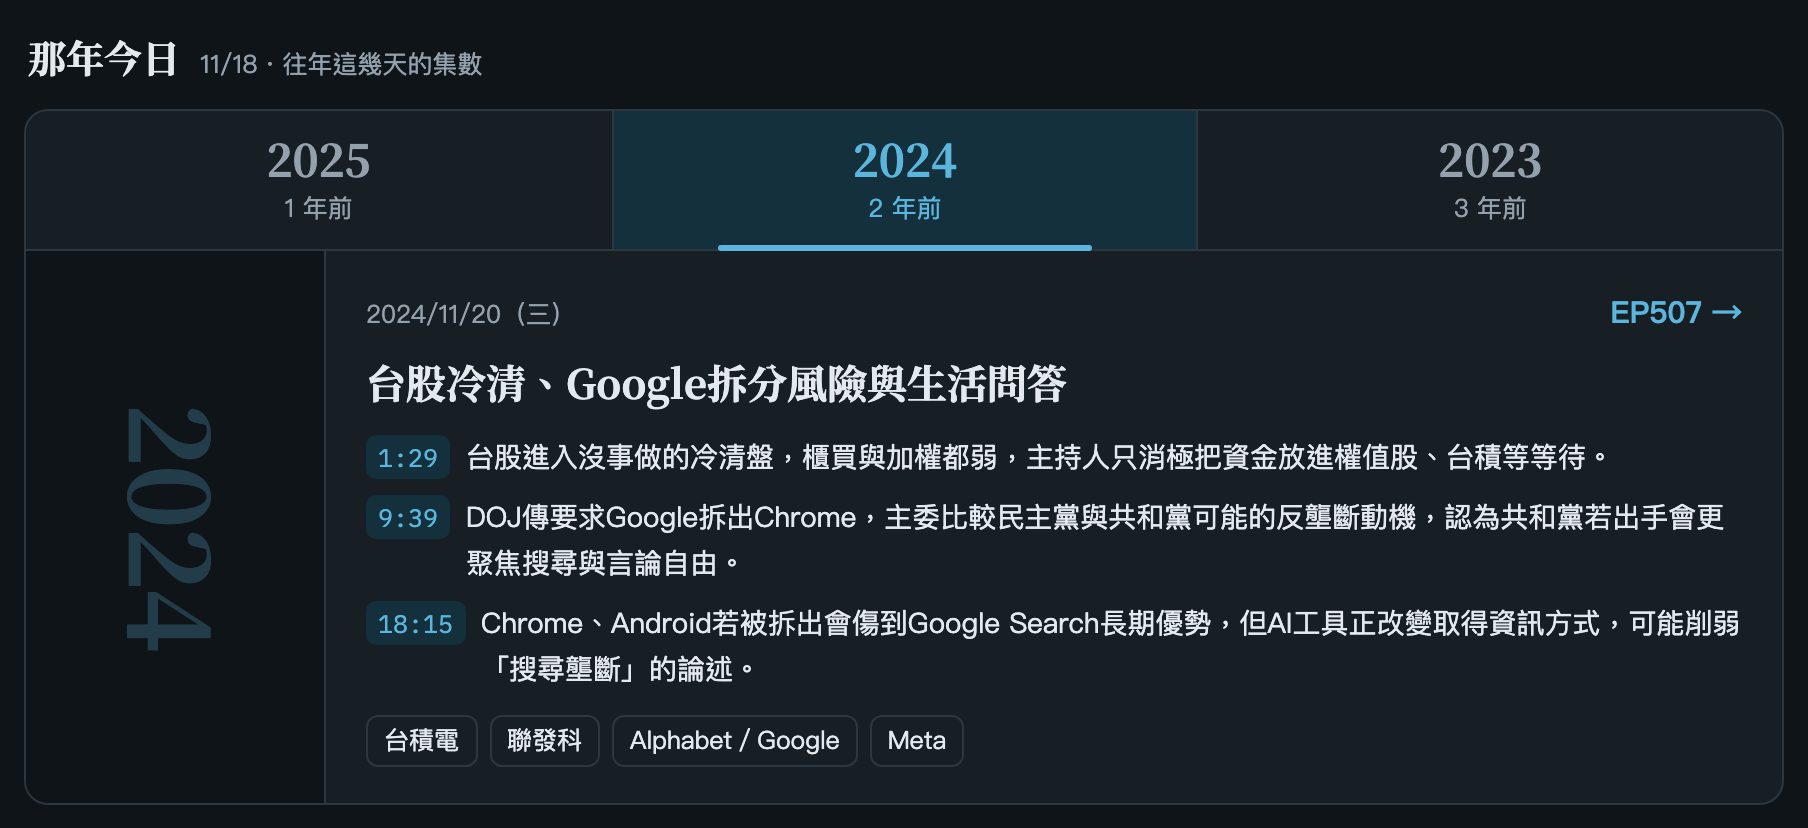 那年今日 11/18・往年這幾天的集數
2025
1 年前
2024
2 年前
2023
3 年前
2024
2024/11/20（三）
EP507 →
台股冷清、Google拆分風險與生活問答
1:29 台股進入沒事做的冷清盤，櫃買與加權都弱，主持人只消極把資金放進權值股、台積等等待。
9:39 DOJ傳要求Google拆出Chrome，主委比較民主黨與共和黨可能的反壟斷動機，認為共和黨若出手會更
聚焦搜尋與言論自由。
18:15 Chrome、Android若被拆出會傷到Google Search長期優勢，但AI工具正改變取得資訊方式，可能削弱
「搜尋壟斷」的論述。
台積電 聯發科 Alphabet / Google Meta